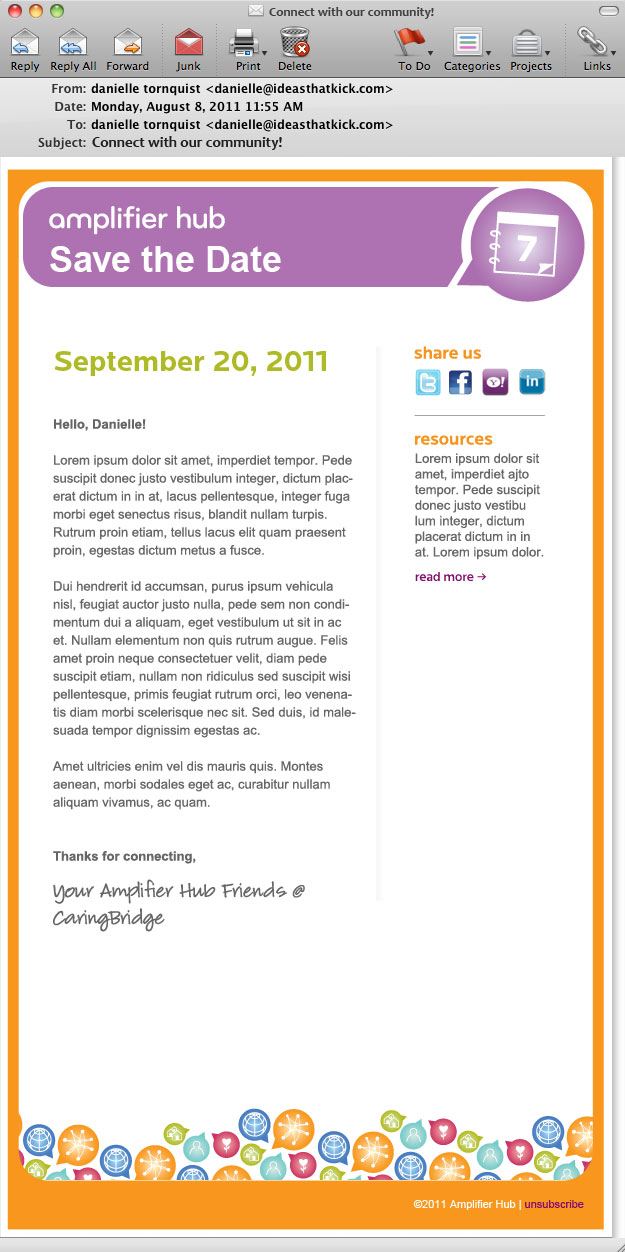 Connect with our community!
Reply
Reply All
Forward
Junk
Print
Delete
To Do
Categories
Projects
Links
From: danielle tornquist <danielle@ideasthatkick.com>
Date: Monday, August 8, 2011 11:55 AM
To: danielle tornquist <danielle@ideasthatkick.com>
Subject: Connect with our community!
amplifier hub
Save the Date
7
September 20, 2011
Hello, Danielle!
Lorem ipsum dolor sit amet, imperdiet tempor. Pede
suscipit donec justo vestibulum integer, dictum plac-
erat dictum in in at, lacus pellentesque, integer fuga
morbi eget senectus risus, blandit nullam turpis.
Rutrum proin etiam, tellus lacus elit quam praesent
proin, egestas dictum metus a fusce.
Dui hendrerit id accumsan, purus ipsum vehicula
nisl, feugiat auctor justo nulla, pede sem non condi-
mentum dui a aliquam, eget vestibulum ut sit in ac
et. Nullam elementum non quis rutrum augue. Felis
amet proin neque consectetuer velit, diam pede
suscipit etiam, nullam non ridiculus sed suscipit wisi
pellentesque, primis feugiat rutrum orci, leo venena-
tis diam morbi scelerisque nec sit. Sed duis, id male-
suada tempor dignissim egestas ac.
Amet ultricies enim vel dis mauris quis. Montes
aenean, morbi sodales eget ac, curabitur nullam
aliquam vivamus, ac quam.
Thanks for connecting,
Your Amplifier Hub Friends @
CaringBridge
share us
t
f
Y!
in
resources
Lorem ipsum dolor sit
amet, imperdiet ajto
tempor. Pede suscipit
donec justo vestibu
lum integer, dictum
placerat dictum in in
at. Lorem ipsum dolor.
read more →
©2011 Amplifier Hub | unsubscribe